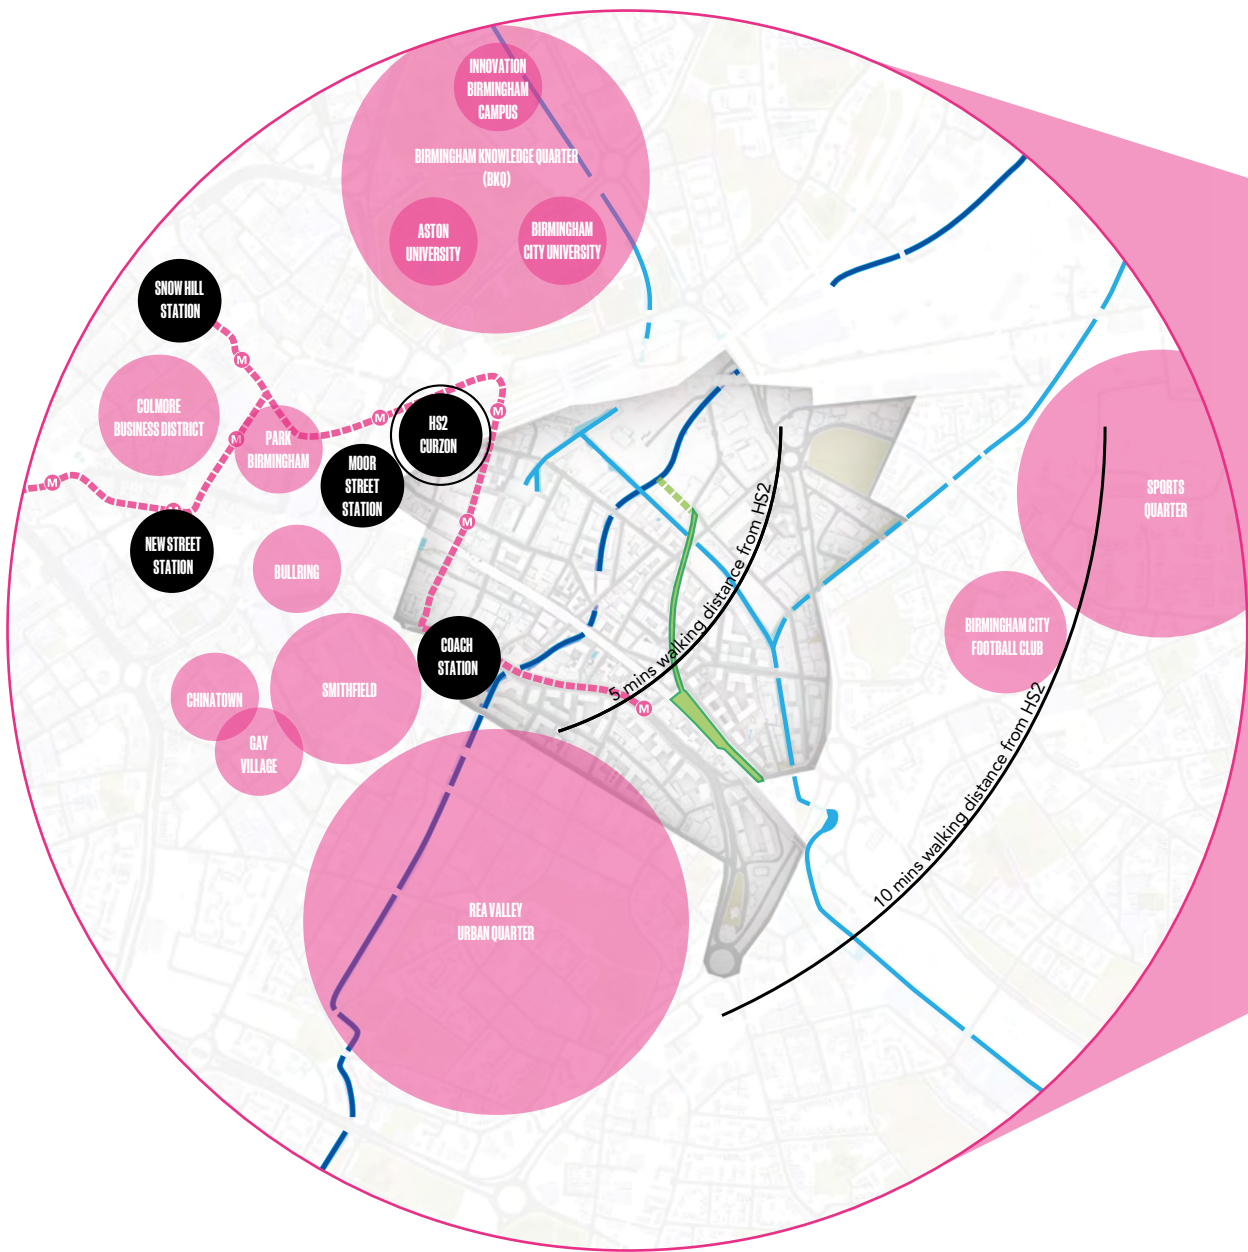 INNOVATION
BIRMINGHAM
CAMPUS
BIRMINGHAM KNOWLEDGE QUARTER
(BKQ)
ASTON
UNIVERSITY
BIRMINGHAM
CITY UNIVERSITY
SNOW HILL
STATION
M
COLMORE
BUSINESS DISTRICT
M
PARK
BIRMINGHAM
M
HS2
CURZON
M
MOOR
STREET
STATION
M
NEW STREET
STATION
M
BULLRING
SPORTS
QUARTER
5 mins walking distance from HS2
BIRMINGHAM CITY
FOOTBALL CLUB
COACH
STATION
M
CHINATOWN
SMITHFIELD
GAY
VILLAGE
10 mins walking distance from HS2
REA VALLEY
URBAN QUARTER